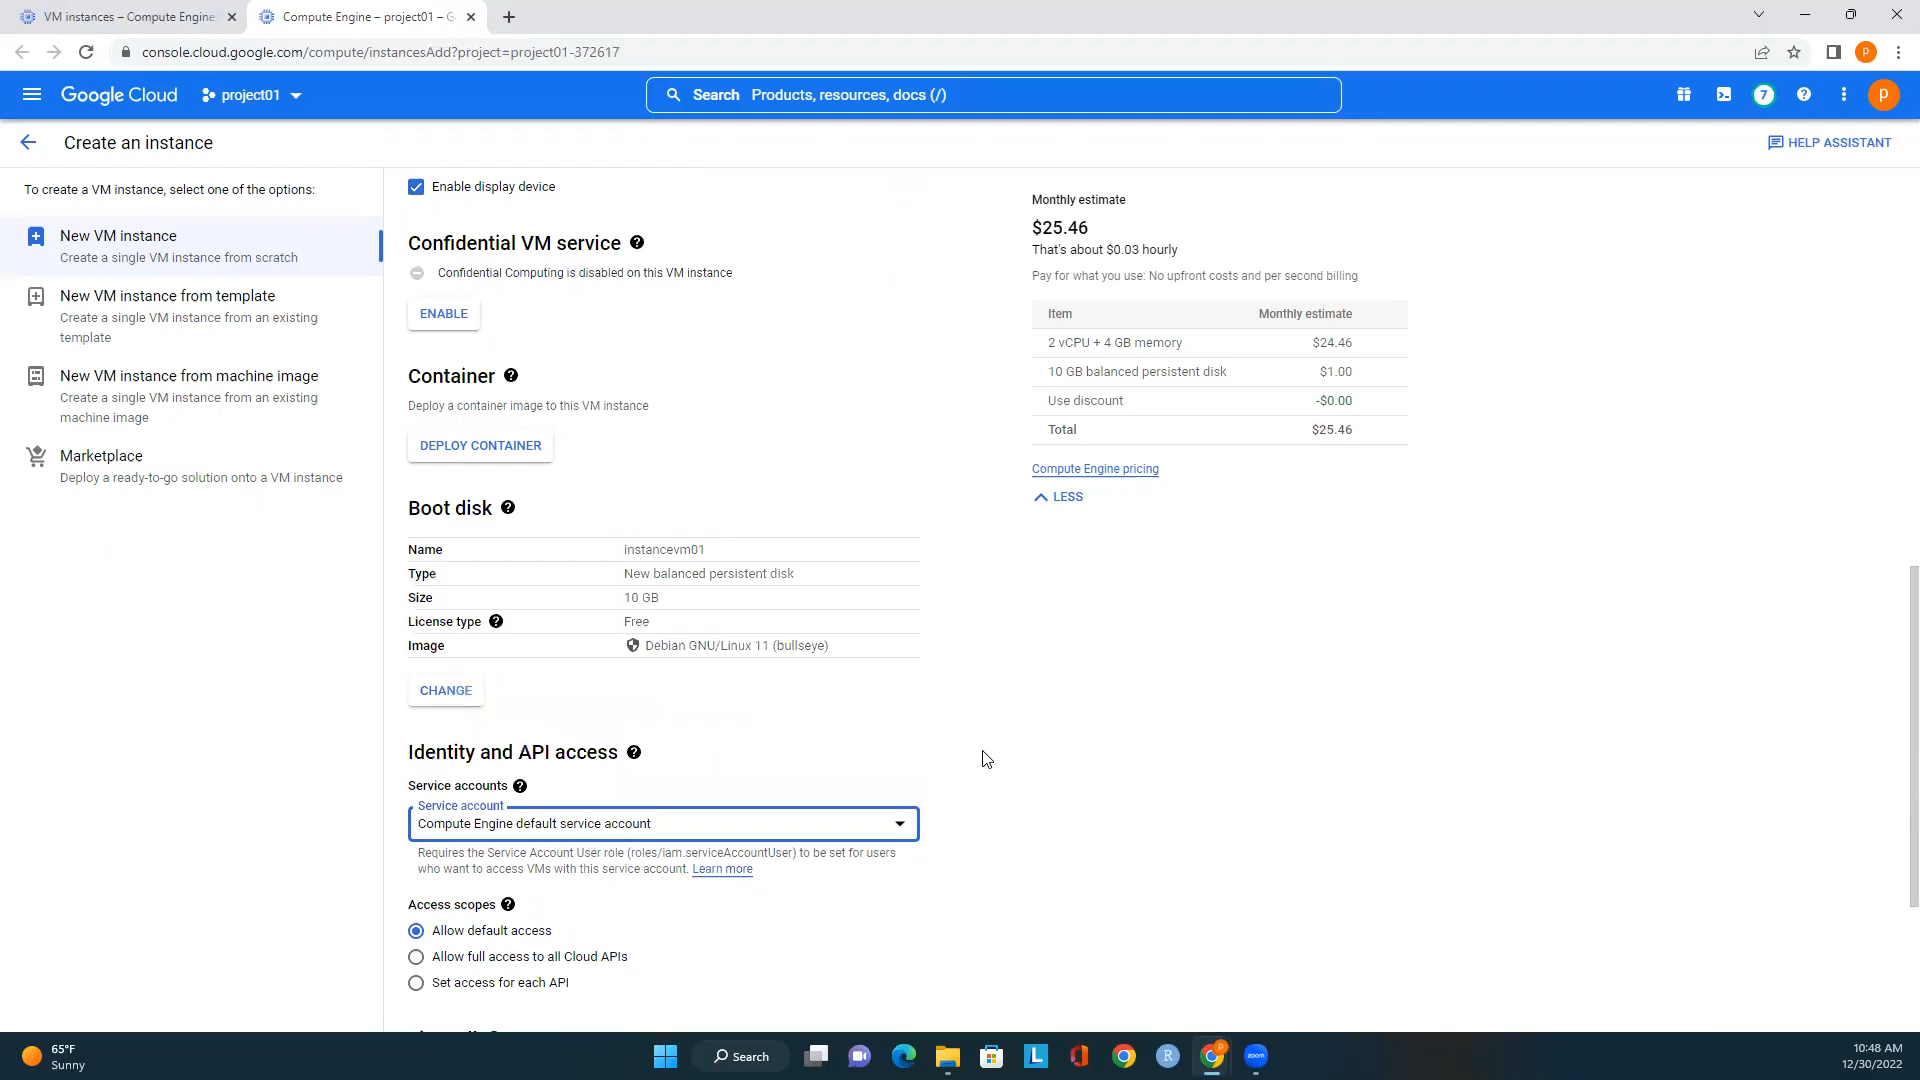 VM instances – Compute Engine
Compute Engine – project01 – G
console.cloud.google.com/compute/instancesAdd?project=project01-372617
P
Google Cloud
project01
Search Products, resources, docs (/)
7
P
Create an instance
HELP ASSISTANT
To create a VM instance, select one of the options:
New VM instance
Create a single VM instance from scratch
New VM instance from template
Create a single VM instance from an existing
template
New VM instance from machine image
Create a single VM instance from an existing
machine image
Marketplace
Deploy a ready-to-go solution onto a VM instance
Enable display device
Confidential VM service
Confidential Computing is disabled on this VM instance
ENABLE
Container
Deploy a container image to this VM instance
DEPLOY CONTAINER
Boot disk
Name instancevm01
Type New balanced persistent disk
Size 10 GB
License type Free
Image Debian GNU/Linux 11 (bullseye)
CHANGE
Identity and API access
Service accounts
Service account
Compute Engine default service account
Requires the Service Account User role (roles/iam.serviceAccountUser) to be set for users
who want to access VMs with this service account. Learn more
Access scopes
Allow default access
Allow full access to all Cloud APIs
Set access for each API
Monthly estimate
$25.46
That's about $0.03 hourly
Pay for what you use: No upfront costs and per second billing
Item Monthly estimate
2 vCPU + 4 GB memory $24.46
10 GB balanced persistent disk $1.00
Use discount -$0.00
Total $25.46
Compute Engine pricing
LESS
65°F
Sunny
Search
L
R
P
zoom
10:48 AM
12/30/2022